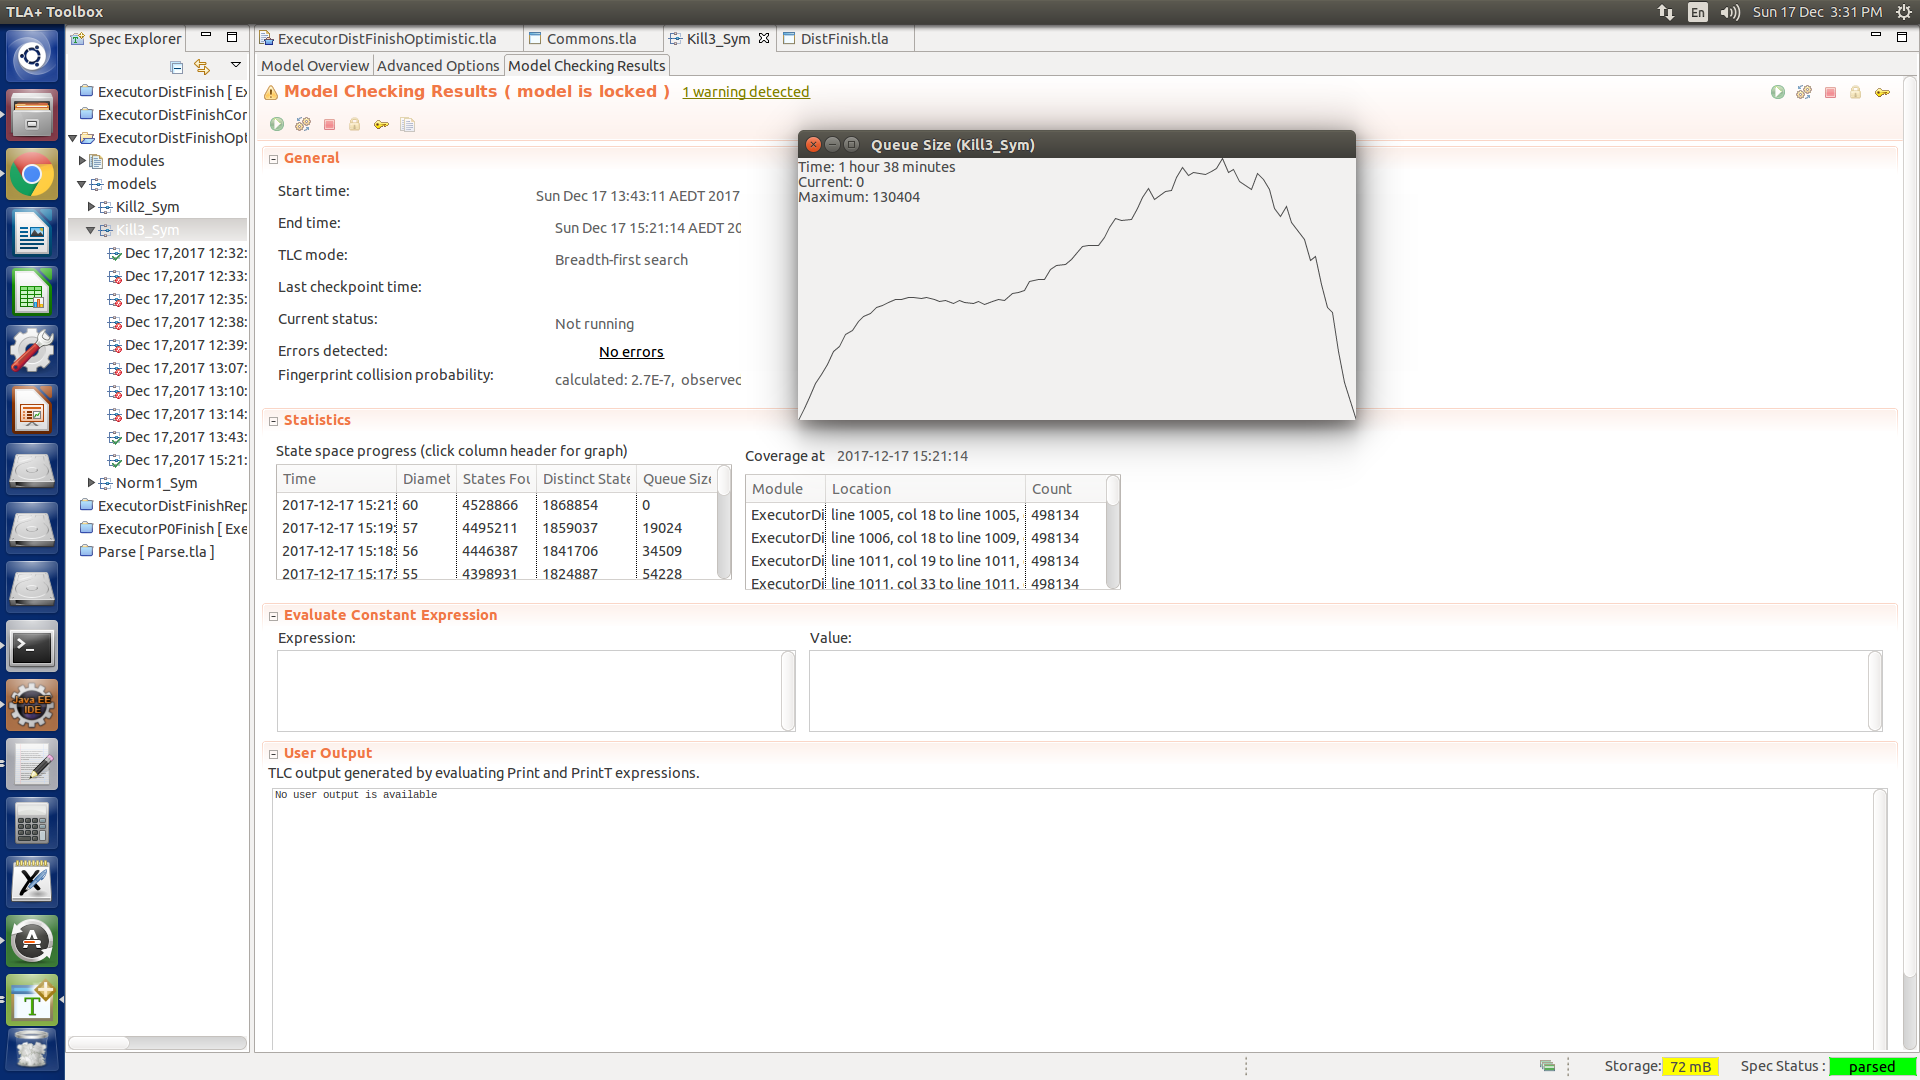 TLA+ Toolbox
En
Sun 17 Dec 3:31 PM
Spec Explorer
ExecutorDistFinishOptimistic.tla
Commons.tla
Kill3_Sym
DistFinish.tla
Model Overview
Advanced Options
Model Checking Results
Model Checking Results ( model is locked )
1 warning detected
ExecutorDistFinish [ Ex
ExecutorDistFinishCor
ExecutorDistFinishOpt
modules
models
Kill2_Sym
Kill3_Sym
Dec 17,2017 12:32:
Dec 17,2017 12:33:
Dec 17,2017 12:35:
Dec 17,2017 12:38:
Dec 17,2017 12:39:
Dec 17,2017 13:07:
Dec 17,2017 13:10:
Dec 17,2017 13:14:
Dec 17,2017 13:43:
Dec 17,2017 15:21:
Norm1_Sym
ExecutorDistFinishRep
ExecutorP0Finish [ Exe
Parse [ Parse.tla ]
Java EE
IDE
General
Start time:
Sun Dec 17 13:43:11 AEDT 2017
End time:
Sun Dec 17 15:21:14 AEDT 20
TLC mode:
Breadth-first search
Last checkpoint time:
Current status:
Not running
Errors detected:
No errors
Fingerprint collision probability:
calculated: 2.7E-7, observed
Queue Size (Kill3_Sym)
Time: 1 hour 38 minutes
Current: 0
Maximum: 130404
Statistics
State space progress (click column header for graph)
Time Diamet States Fou Distinct State Queue Size
2017-12-17 15:21: 60 4528866 1868854 0
2017-12-17 15:19: 57 4495211 1859037 19024
2017-12-17 15:18: 56 4446387 1841706 34509
2017-12-17 15:17: 55 4398931 1824887 54228
Coverage at 2017-12-17 15:21:14
Module Location Count
ExecutorDi line 1005, col 18 to line 1005, 498134
ExecutorDi line 1006, col 18 to line 1009, 498134
ExecutorDi line 1011, col 19 to line 1011, 498134
ExecutorDi line 1011, col 33 to line 1011, 498134
Evaluate Constant Expression
Expression:
Value:
User Output
TLC output generated by evaluating Print and PrintT expressions.
No user output is available
Storage: 72 mB
Spec Status : parsed